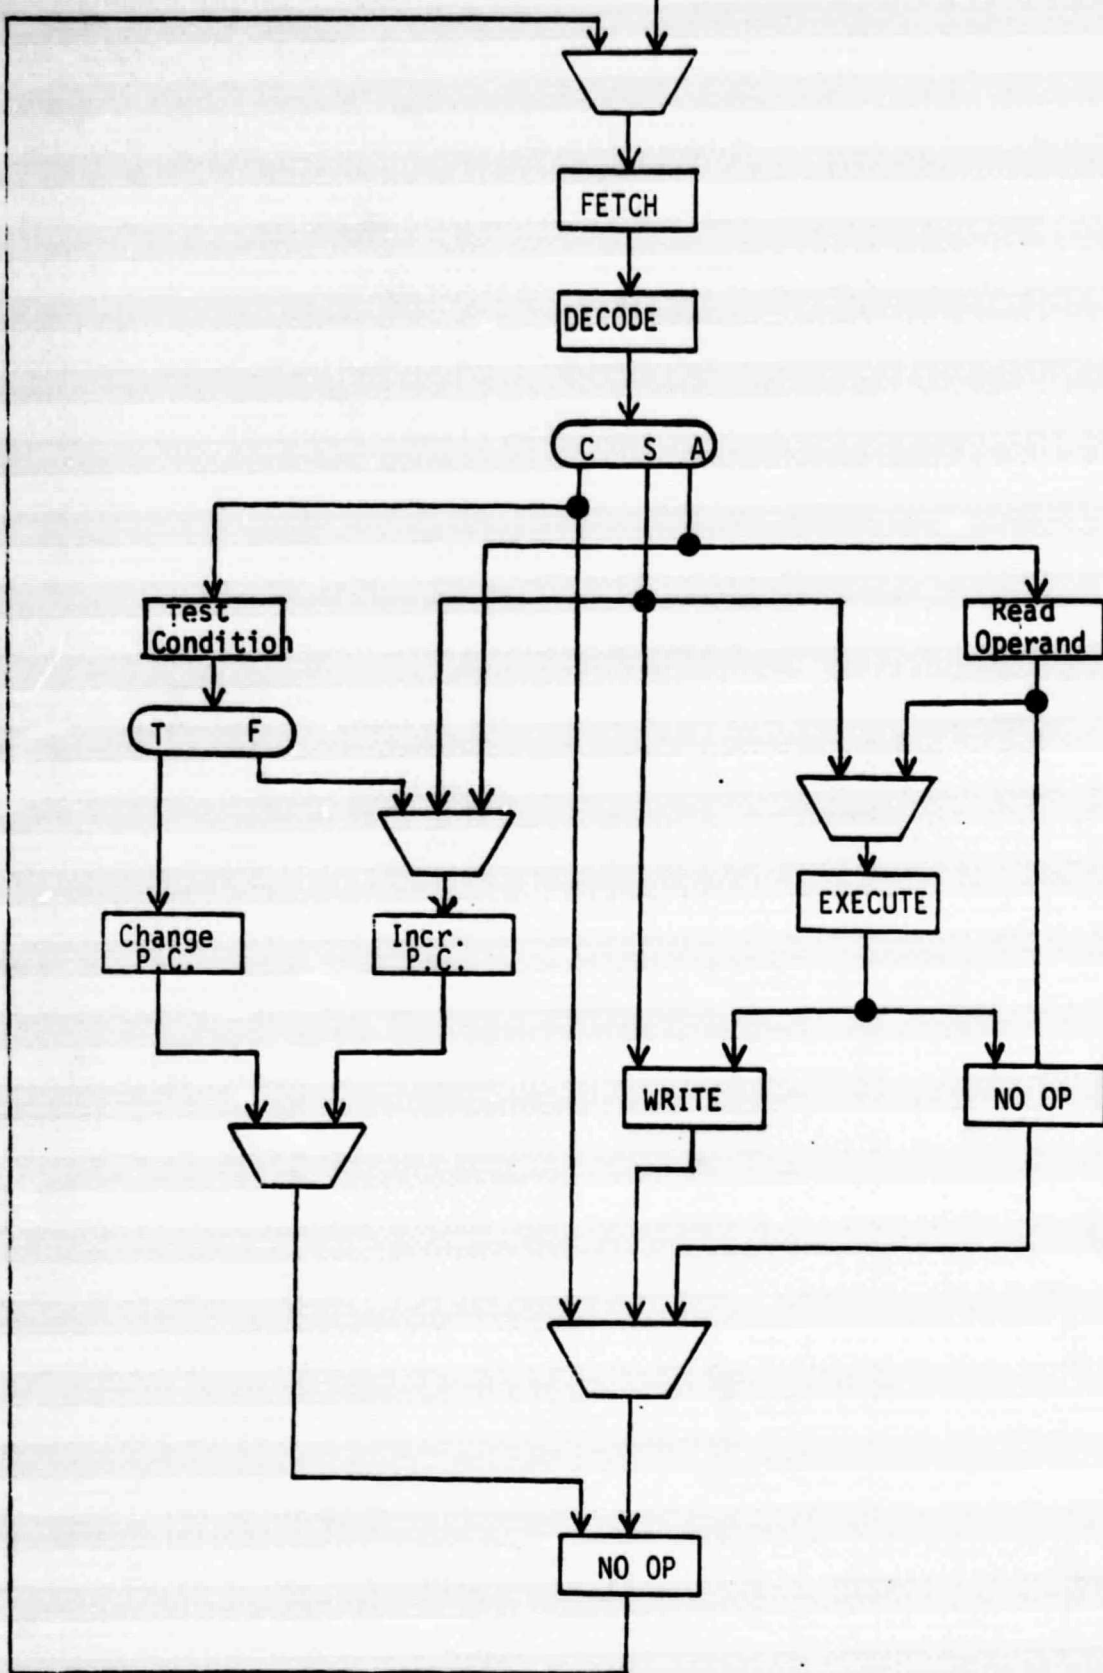 FETCH
DECODE
C S A
Test
Condition
Read
Operand
T F
EXECUTE
Change
P.C.
Incr.
P.C.
WRITE
NO OP
NO OP